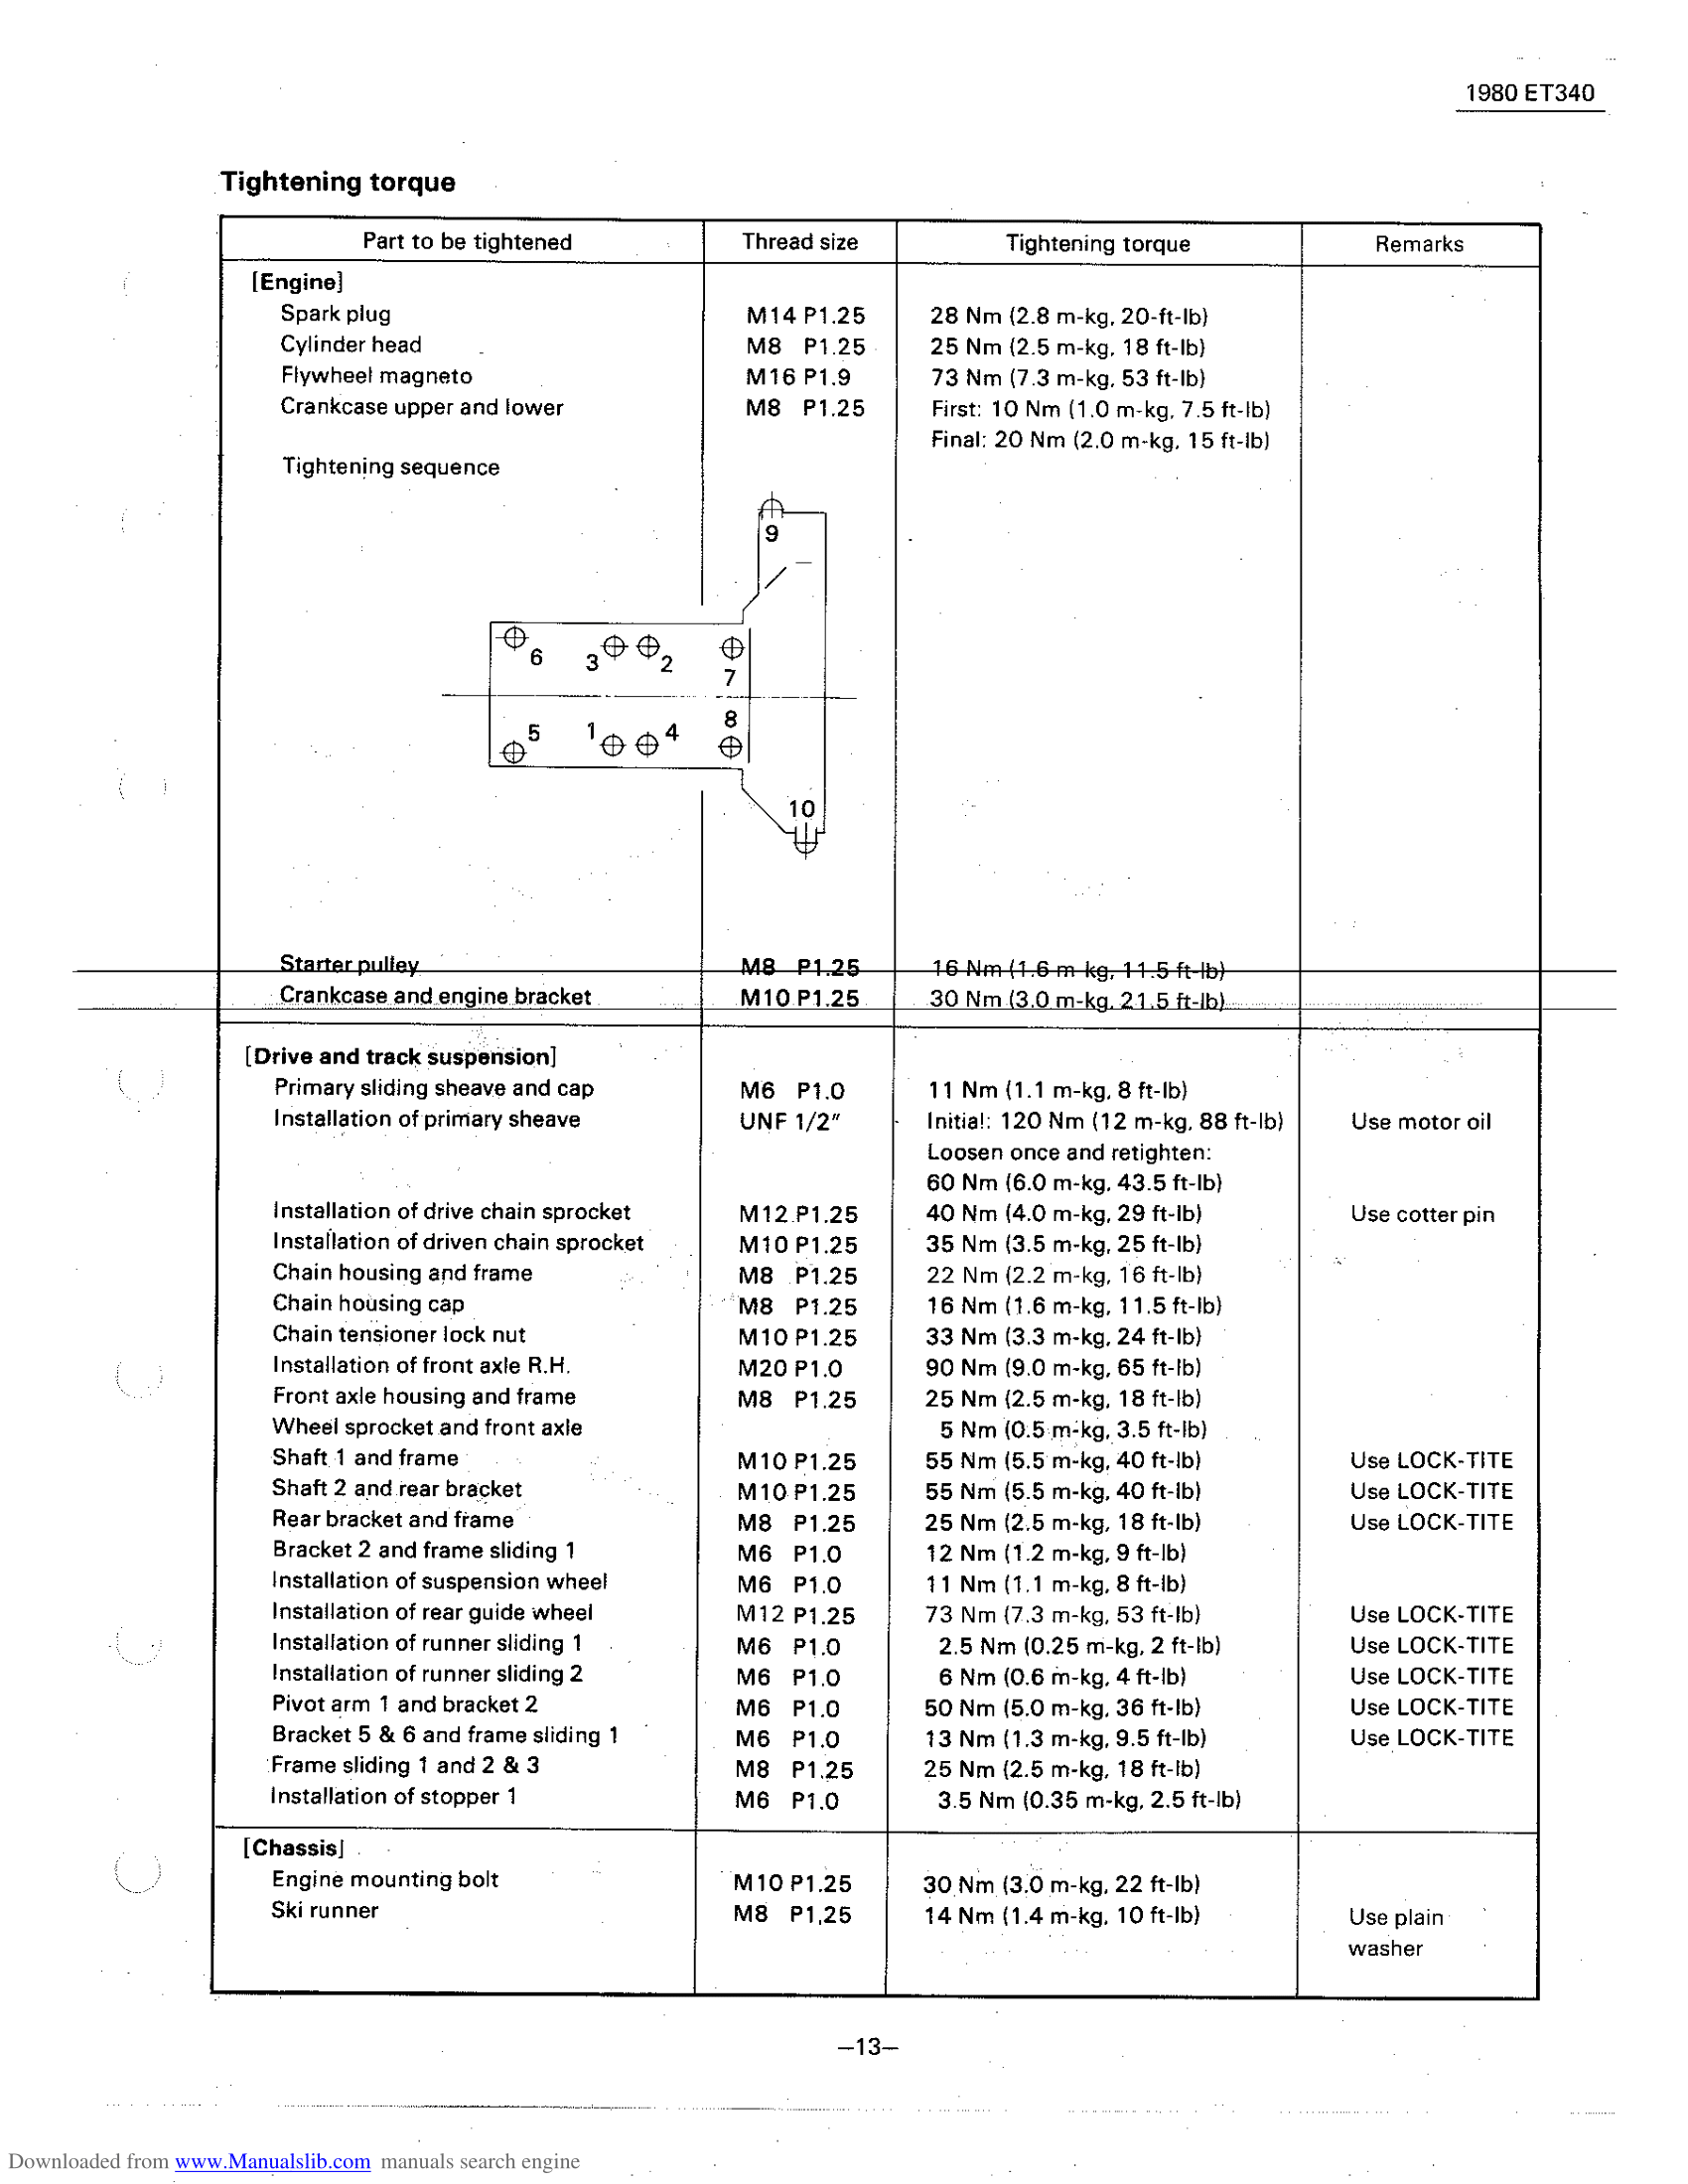 1980 ET340
Tightening torque
Part to be tightened Thread size Tightening torque Remarks
[Engine]
Spark plug M14 P1.25 28 Nm (2.8 m-kg, 20-ft-lb)
Cylinder head M8 P1.25 25 Nm (2.5 m-kg, 18 ft-lb)
Flywheel magneto M16 P1.9 73 Nm (7.3 m-kg, 53 ft-lb)
Crankcase upper and lower M8 P1.25 First: 10 Nm (1.0 m-kg, 7.5 ft-lb)
Final: 20 Nm (2.0 m-kg, 15 ft-lb)
Tightening sequence
9
6 3 2 7
5 1 4 8
10
Starter pulley M8 P1.25 16 Nm (1.6 m-kg, 11.5 ft-lb)
Crankcase and engine bracket M10 P1.25 30 Nm (3.0 m-kg, 21.5 ft-lb)
[Drive and track suspension]
Primary sliding sheave and cap M6 P1.0 11 Nm (1.1 m-kg, 8 ft-lb)
Installation of primary sheave UNF 1/2" Initial: 120 Nm (12 m-kg, 88 ft-lb) Use motor oil
Loosen once and retighten:
60 Nm (6.0 m-kg, 43.5 ft-lb)
Installation of drive chain sprocket M12 P1.25 40 Nm (4.0 m-kg, 29 ft-lb) Use cotter pin
Installation of driven chain sprocket M10 P1.25 35 Nm (3.5 m-kg, 25 ft-lb)
Chain housing and frame M8 P1.25 22 Nm (2.2 m-kg, 16 ft-lb)
Chain housing cap M8 P1.25 16 Nm (1.6 m-kg, 11.5 ft-lb)
Chain tensioner lock nut M10 P1.25 33 Nm (3.3 m-kg, 24 ft-lb)
Installation of front axle R.H. M20 P1.0 90 Nm (9.0 m-kg, 65 ft-lb)
Front axle housing and frame M8 P1.25 25 Nm (2.5 m-kg, 18 ft-lb)
Wheel sprocket and front axle 5 Nm (0.5 m-kg, 3.5 ft-lb)
Shaft 1 and frame M10 P1.25 55 Nm (5.5 m-kg, 40 ft-lb) Use LOCK-TITE
Shaft 2 and rear bracket M10 P1.25 55 Nm (5.5 m-kg, 40 ft-lb) Use LOCK-TITE
Rear bracket and frame M8 P1.25 25 Nm (2.5 m-kg, 18 ft-lb) Use LOCK-TITE
Bracket 2 and frame sliding 1 M6 P1.0 12 Nm (1.2 m-kg, 9 ft-lb)
Installation of suspension wheel M6 P1.0 11 Nm (1.1 m-kg, 8 ft-lb)
Installation of rear guide wheel M12 P1.25 73 Nm (7.3 m-kg, 53 ft-lb) Use LOCK-TITE
Installation of runner sliding 1 M6 P1.0 2.5 Nm (0.25 m-kg, 2 ft-lb) Use LOCK-TITE
Installation of runner sliding 2 M6 P1.0 6 Nm (0.6 m-kg, 4 ft-lb) Use LOCK-TITE
Pivot arm 1 and bracket 2 M6 P1.0 50 Nm (5.0 m-kg, 36 ft-lb) Use LOCK-TITE
Bracket 5 & 6 and frame sliding 1 M6 P1.0 13 Nm (1.3 m-kg, 9.5 ft-lb) Use LOCK-TITE
Frame sliding 1 and 2 & 3 M8 P1.25 25 Nm (2.5 m-kg, 18 ft-lb)
Installation of stopper 1 M6 P1.0 3.5 Nm (0.35 m-kg, 2.5 ft-lb)
[Chassis]
Engine mounting bolt M10 P1.25 30 Nm (3.0 m-kg, 22 ft-lb)
Ski runner M8 P1,25 14 Nm (1.4 m-kg, 10 ft-lb) Use plain
washer
—13—
Downloaded from www.Manualslib.com manuals search engine